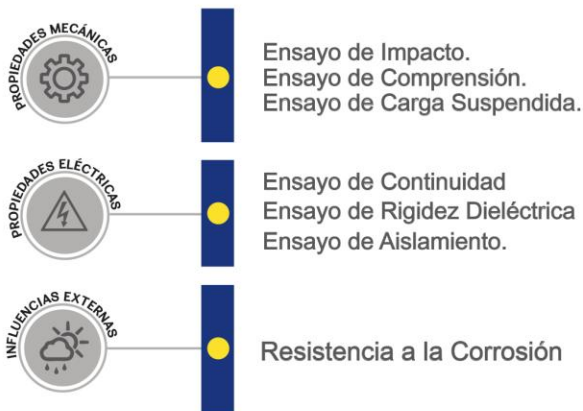 PROPIEDADES MECÁNICAS
Ensayo de Impacto.
Ensayo de Comprensión.
Ensayo de Carga Suspendida.
PROPIEDADES ELÉCTRICAS
Ensayo de Continuidad
Ensayo de Rigidez Dieléctrica
Ensayo de Aislamiento.
INFLUENCIAS EXTERNAS
Resistencia a la Corrosión